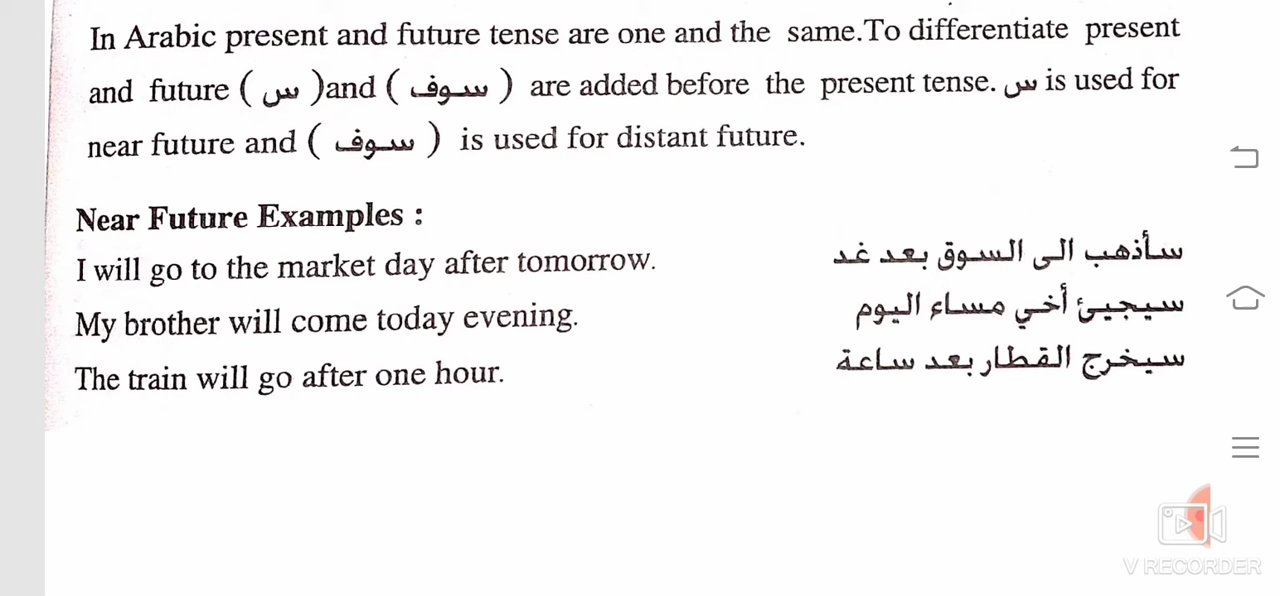 In Arabic present and future tense are one and the same.To differentiate present
and future ( س )and ( سوف ) are added before the present tense. س is used for
near future and ( سوف ) is used for distant future.
Near Future Examples :
I will go to the market day after tomorrow. سأذهب الى السوق بعد غد
My brother will come today evening. سيجيئ أخي مساء اليوم
The train will go after one hour. سيخرج القطار بعد ساعة
V RECORDER